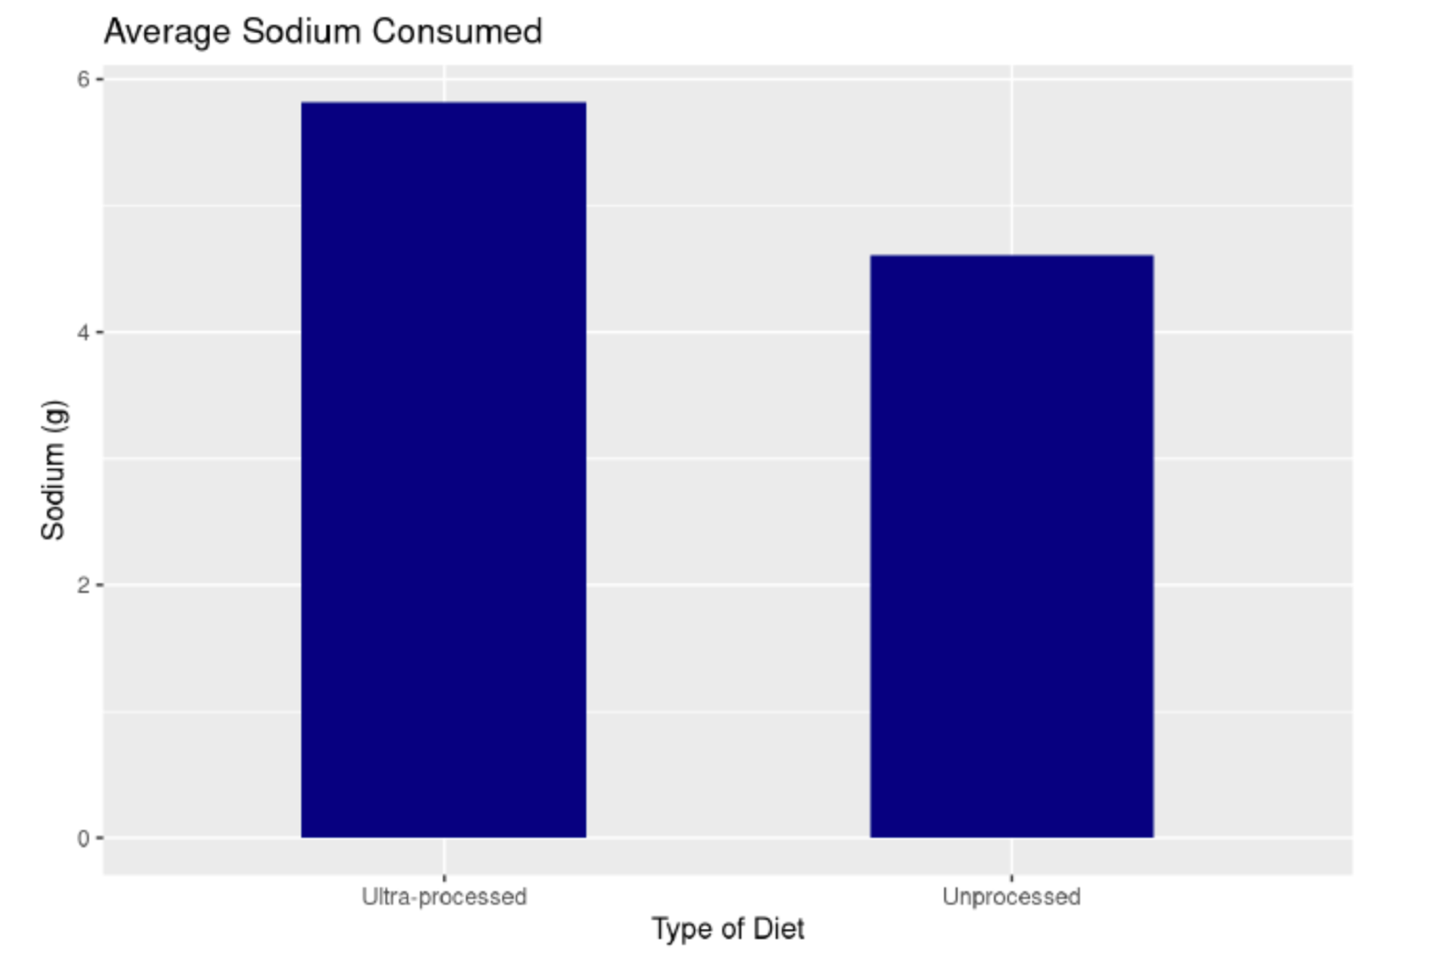 Average Sodium Consumed
6
4
2
0
Sodium (g)
Ultra-processed
Unprocessed
Type of Diet